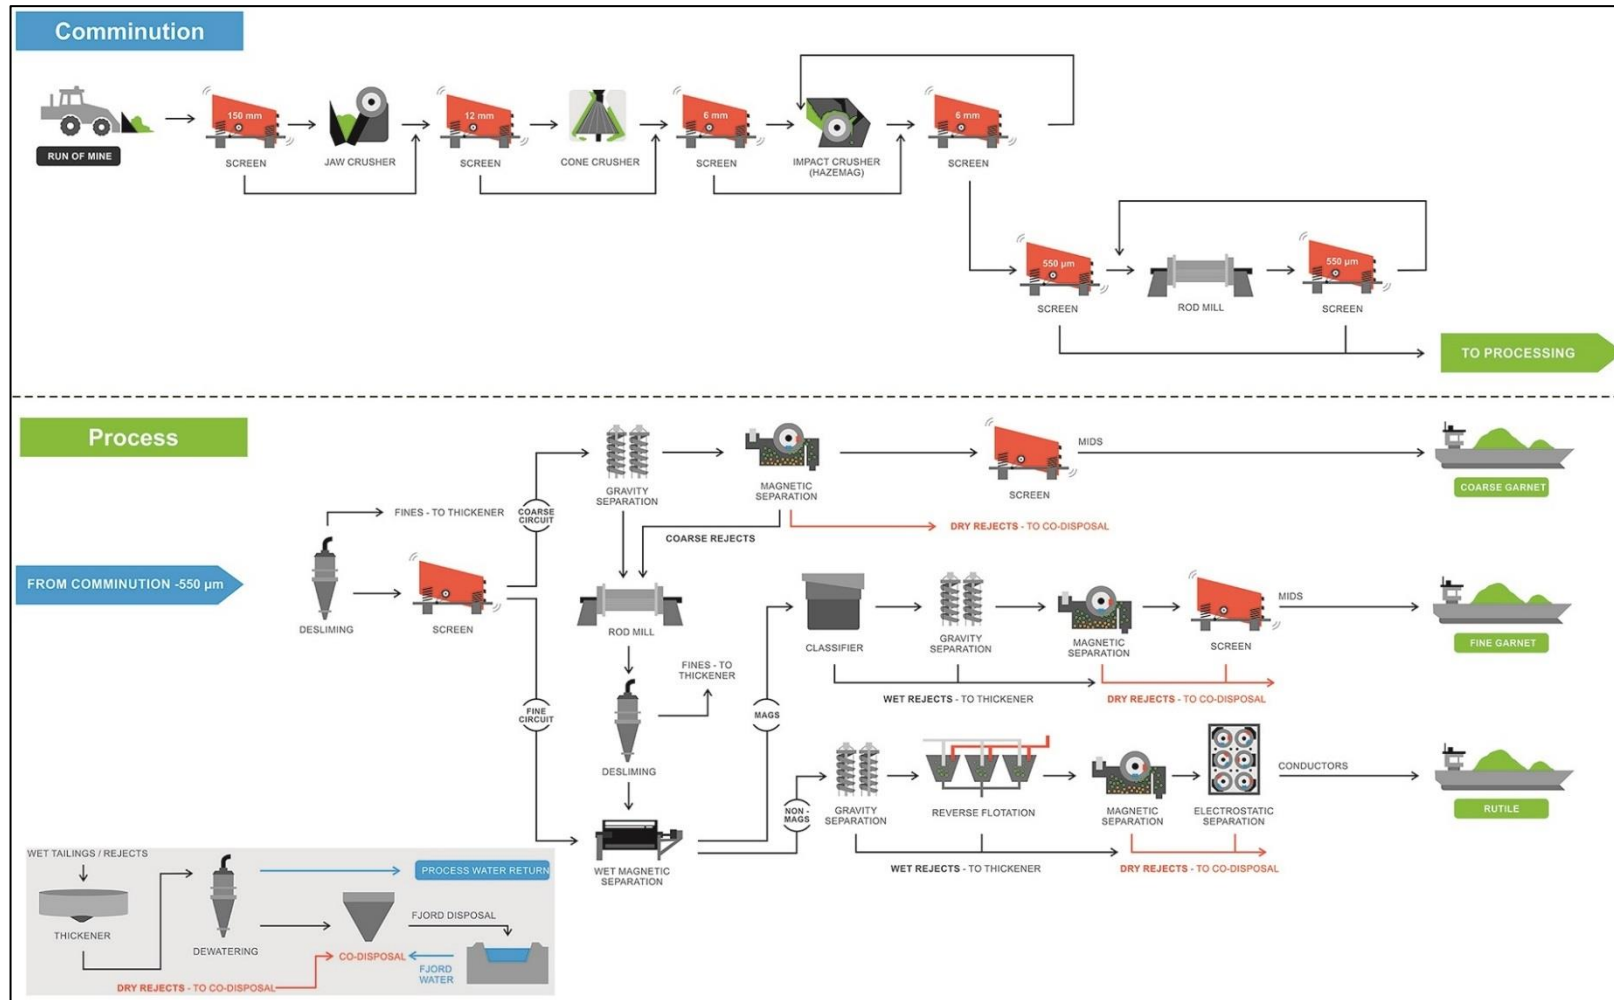 Comminution
150 mm
12 mm
6 mm
6 mm
RUN OF MINE
SCREEN
JAW CRUSHER
SCREEN
CONE CRUSHER
SCREEN
IMPACT CRUSHER
(HAZEMAG)
SCREEN
550 µm
550 µm
SCREEN
ROD MILL
SCREEN
TO PROCESSING
Process
GRAVITY
SEPARATION
MAGNETIC
SEPARATION
SCREEN
MIDS
COARSE GARNET
FINES - TO THICKENER
COARSE
CIRCUIT
COARSE REJECTS
DRY REJECTS - TO CO-DISPOSAL
FROM COMMINUTION -550 µm
DESLIMING
SCREEN
ROD MILL
CLASSIFIER
GRAVITY
SEPARATION
MAGNETIC
SEPARATION
SCREEN
MIDS
FINE GARNET
FINES - TO
THICKENER
WET REJECTS - TO THICKENER
DRY REJECTS - TO CO-DISPOSAL
FINE
CIRCUIT
MAGS
DESLIMING
NON -
MAGS
GRAVITY
SEPARATION
REVERSE FLOTATION
MAGNETIC
SEPARATION
ELECTROSTATIC
SEPARATION
CONDUCTORS
RUTILE
WET MAGNETIC
SEPARATION
WET REJECTS - TO THICKENER
DRY REJECTS - TO CO-DISPOSAL
WET TAILINGS / REJECTS
PROCESS WATER RETURN
THICKENER
DEWATERING
FJORD DISPOSAL
CO-DISPOSAL
FJORD
WATER
DRY REJECTS - TO CO-DISPOSAL